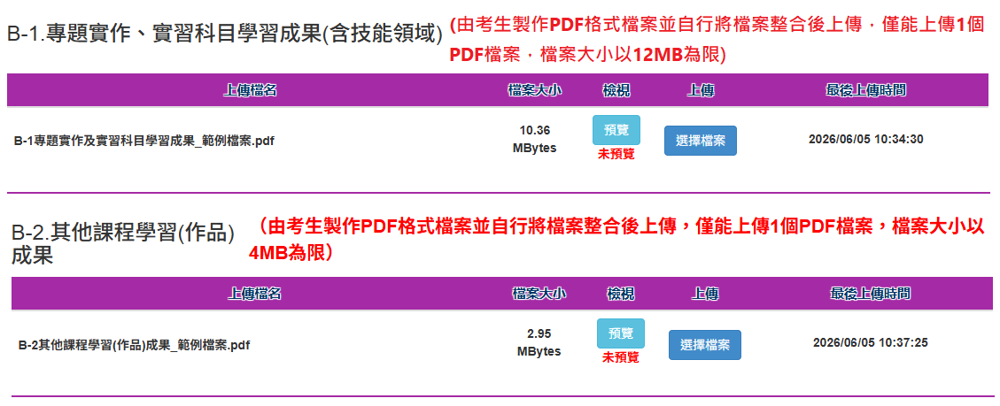 B-1.專題實作、實習科目學習成果(含技能領域) (由考生製作PDF格式檔案並自行將檔案整合後上傳，僅能上傳1個
PDF檔案，檔案大小以12MB為限)
上傳檔名 檔案大小 檢視 上傳 最後上傳時間
B-1專題實作及實習科目學習成果_範例檔案.pdf 10.36 MBytes 預覽 未預覽 選擇檔案 2026/06/05 10:34:30
B-2.其他課程學習(作品) （由考生製作PDF格式檔案並自行將檔案整合後上傳，僅能上傳1個PDF檔案，檔案大小以
成果 4MB為限）
上傳檔名 檔案大小 檢視 上傳 最後上傳時間
B-2其他課程學習(作品)成果_範例檔案.pdf 2.95 MBytes 預覽 未預覽 選擇檔案 2026/06/05 10:37:25